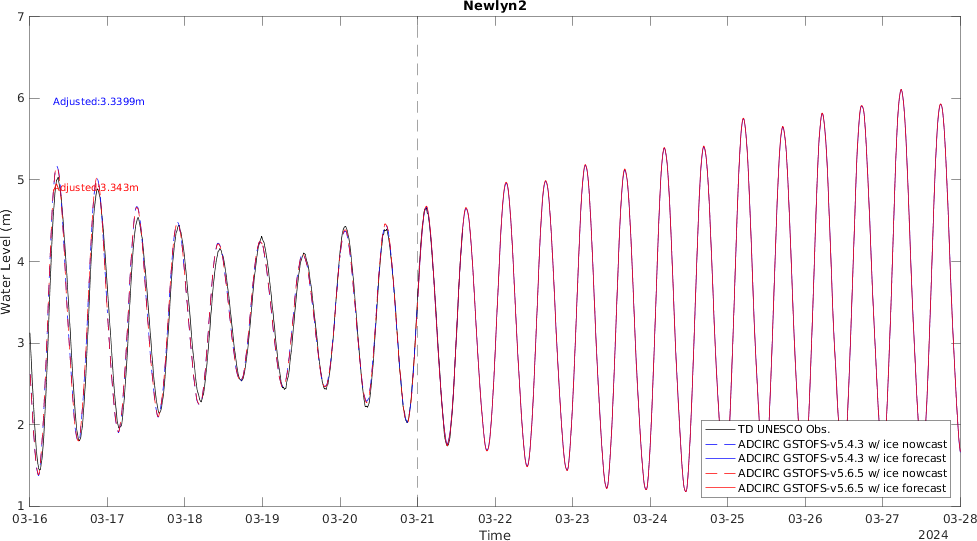 Newlyn2
7
6
5
4
3
2
1
Water Level (m)
Adjusted:3.3399m
Adjusted:3.343m
TD UNESCO Obs.
ADCIRC GSTOFS-v5.4.3 w/ ice nowcast
ADCIRC GSTOFS-v5.4.3 w/ ice forecast
ADCIRC GSTOFS-v5.6.5 w/ ice nowcast
ADCIRC GSTOFS-v5.6.5 w/ ice forecast
03-16 03-17 03-18 03-19 03-20 03-21 03-22 03-23 03-24 03-25 03-26 03-27 03-28
Time
2024